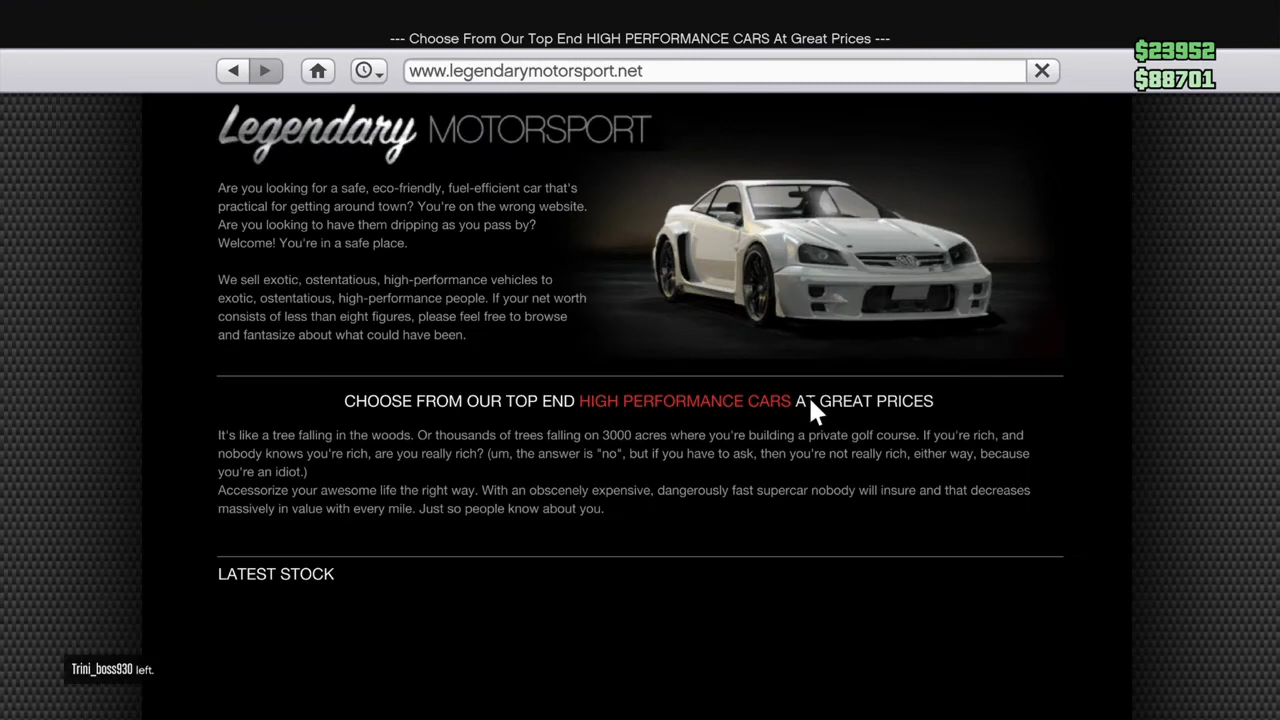 --- Choose From Our Top End HIGH PERFORMANCE CARS At Great Prices ---
$23952
www.legendarymotorsport.net
$88701
Legendary MOTORSPORT
Are you looking for a safe, eco-friendly, fuel-efficient car that's
practical for getting around town? You're on the wrong website.
Are you looking to have them dripping as you pass by?
Welcome! You're in a safe place.
We sell exotic, ostentatious, high-performance vehicles to
exotic, ostentatious, high-performance people. If your net worth
consists of less than eight figures, please feel free to browse
and fantasize about what could have been.
CHOOSE FROM OUR TOP END HIGH PERFORMANCE CARS AT GREAT PRICES
It's like a tree falling in the woods. Or thousands of trees falling on 3000 acres where you're building a private golf course. If you're rich, and
nobody knows you're rich, are you really rich? (um, the answer is "no", but if you have to ask, then you're not really rich, either way, because
you're an idiot.)
Accessorize your awesome life the right way. With an obscenely expensive, dangerously fast supercar nobody will insure and that decreases
massively in value with every mile. Just so people know about you.
LATEST STOCK
Trini_boss930 left.